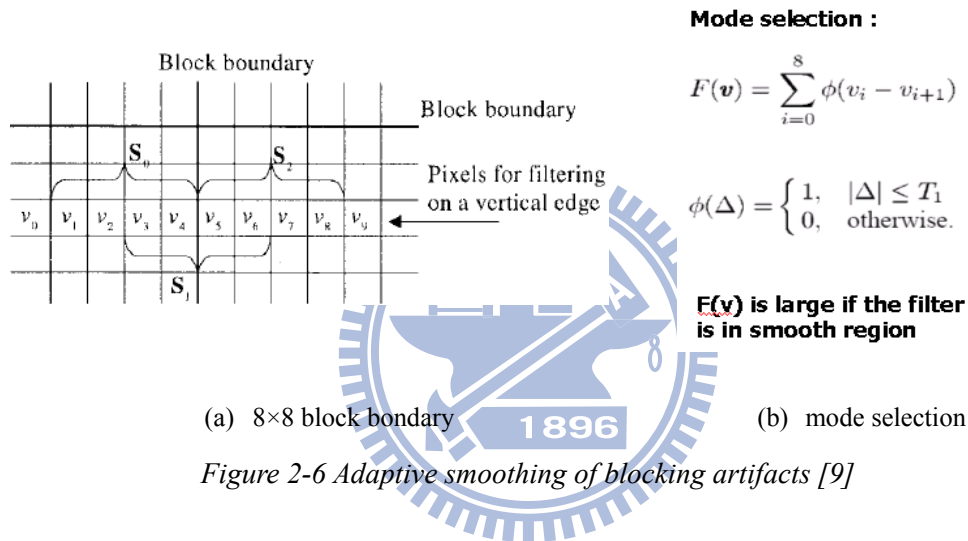 Block boundary
Block boundary
S₀ S₂
Pixels for filtering
on a vertical edge
v₀ v₁ v₂ v₃ v₄ v₅ v₆ v₇ v₈ v₉
S₁
Mode selection :
F(v) = ∑_{i=0}^{8} ϕ(v_i − v_{i+1})
ϕ(Δ) = { 1, |Δ| ≤ T₁
0, otherwise.
F(v) is large if the filter
is in smooth region
A
1896
(a) 8×8 block bondary
(b) mode selection
Figure 2-6 Adaptive smoothing of blocking artifacts [9]